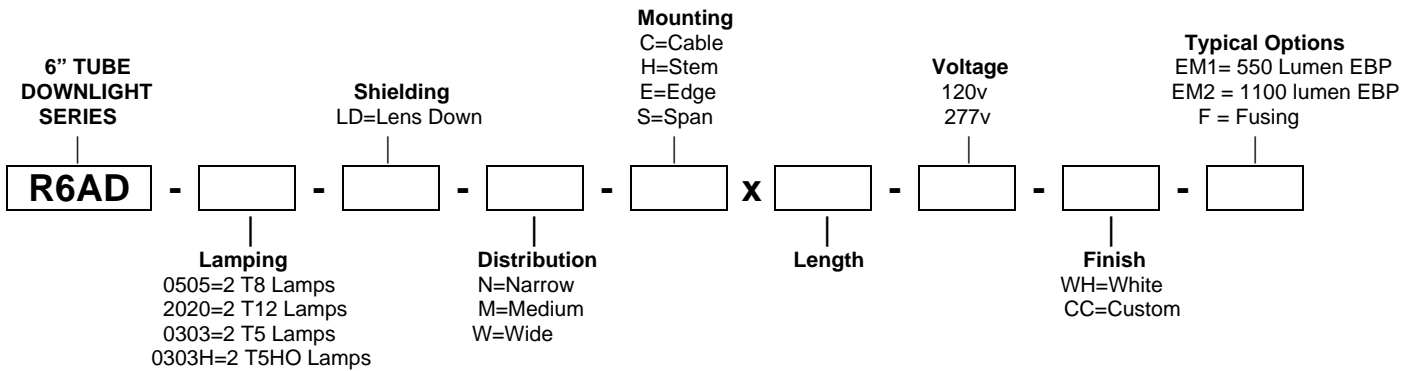 6” TUBE
DOWNLIGHT
SERIES
Shielding
LD=Lens Down
Mounting
C=Cable
H=Stem
E=Edge
S=Span
Voltage
120v
277v
Typical Options
EM1= 550 Lumen EBP
EM2 = 1100 lumen EBP
F = Fusing
R6AD - - - - x - - -
Lamping
0505=2 T8 Lamps
2020=2 T12 Lamps
0303=2 T5 Lamps
0303H=2 T5HO Lamps
Distribution
N=Narrow
M=Medium
W=Wide
Length
Finish
WH=White
CC=Custom